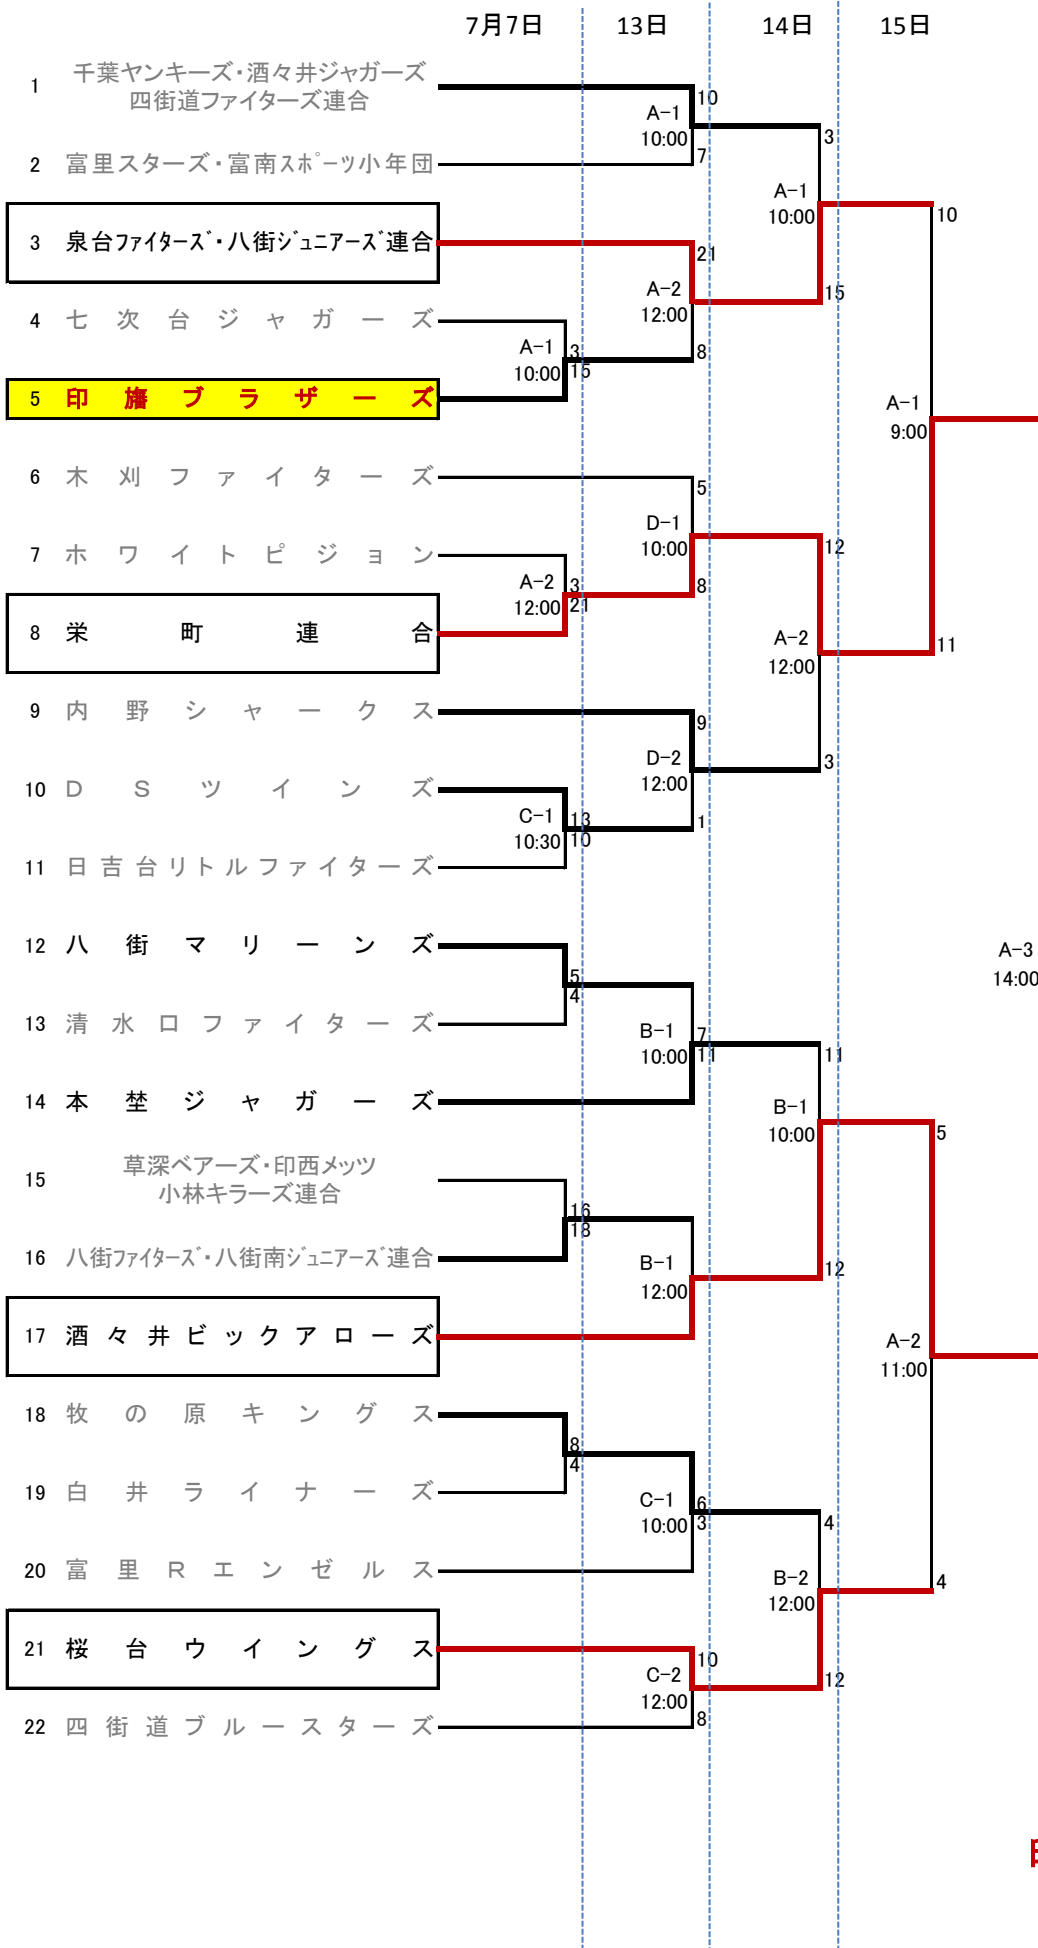 7月7日 13日 14日 15日
1 千葉ヤンキーズ・酒々井ジャガーズ
四街道ファイターズ連合
10
A-1
10:00
3
2 富里スターズ・富南スポーツ小年団
7
A-1
10:00
10
3 泉台ファイターズ・八街ジュニアーズ連合
21
A-2
12:00
15
4 七次台ジャガーズ
A-1
10:00
3
15
8
5 印旛ブラザーズ
A-1
9:00
6 木刈ファイターズ
5
D-1
10:00
12
7 ホワイトピジョン
A-2
12:00
3
21
8
8 栄町連合
A-2
12:00
11
9 内野シャークス
9
D-2
12:00
3
10 DSツインズ
C-1
10:30
13
10
1
11 日吉台リトルファイターズ
12 八街マリーンズ
A-3
14:00
5
4
13 清水口ファイターズ
B-1
10:00
7
11
11
14 本埜ジャガーズ
B-1
10:00
5
15 草深ベアーズ・印西メッツ
小林キラーズ連合
16
18
16 八街ファイターズ・八街南ジュニアーズ連合
B-1
12:00
12
17 酒々井ビックアローズ
A-2
11:00
18 牧の原キングス
8
4
19 白井ライナーズ
C-1
10:00
6
3
4
20 富里Rエンゼルス
B-2
12:00
4
21 桜台ウイングス
10
C-2
12:00
12
22 四街道ブルースターズ
8